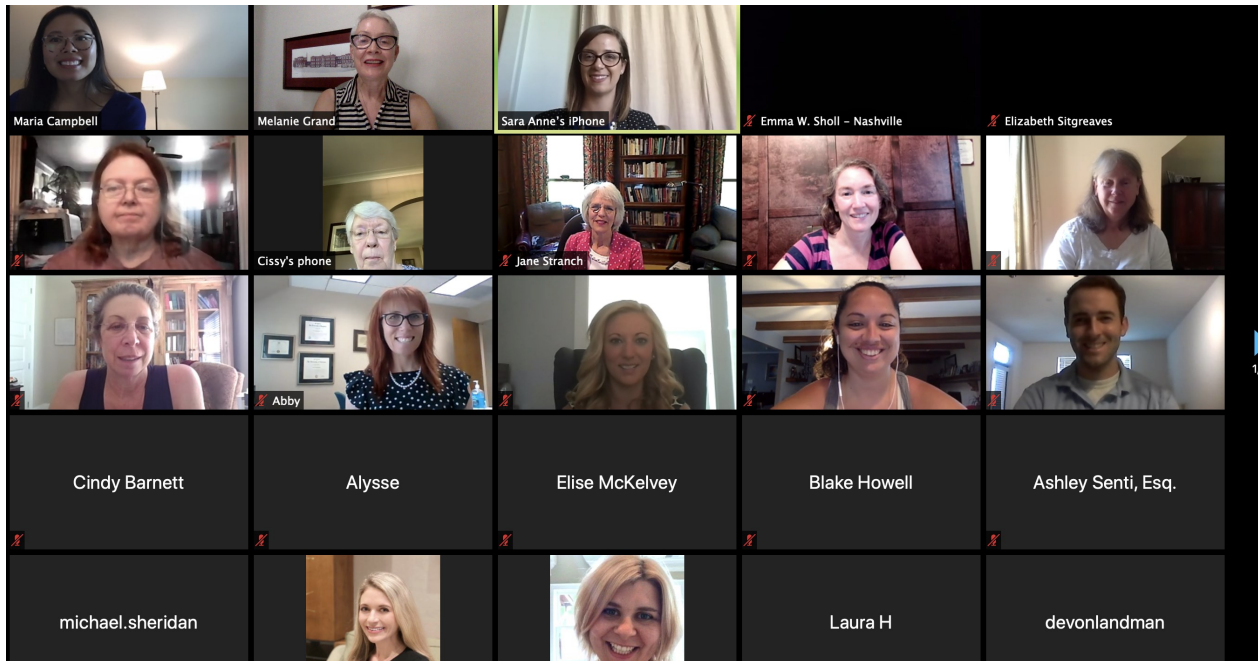 Maria Campbell
Melanie Grand
Sara Anne's iPhone
Emma W. Sholl – Nashville
Elizabeth Sitgreaves
Cissy's phone
Jane Stranch
Abby
Cindy Barnett
Alysse
Elise McKelvey
Blake Howell
Ashley Senti, Esq.
michael.sheridan
Laura H
devonlandman